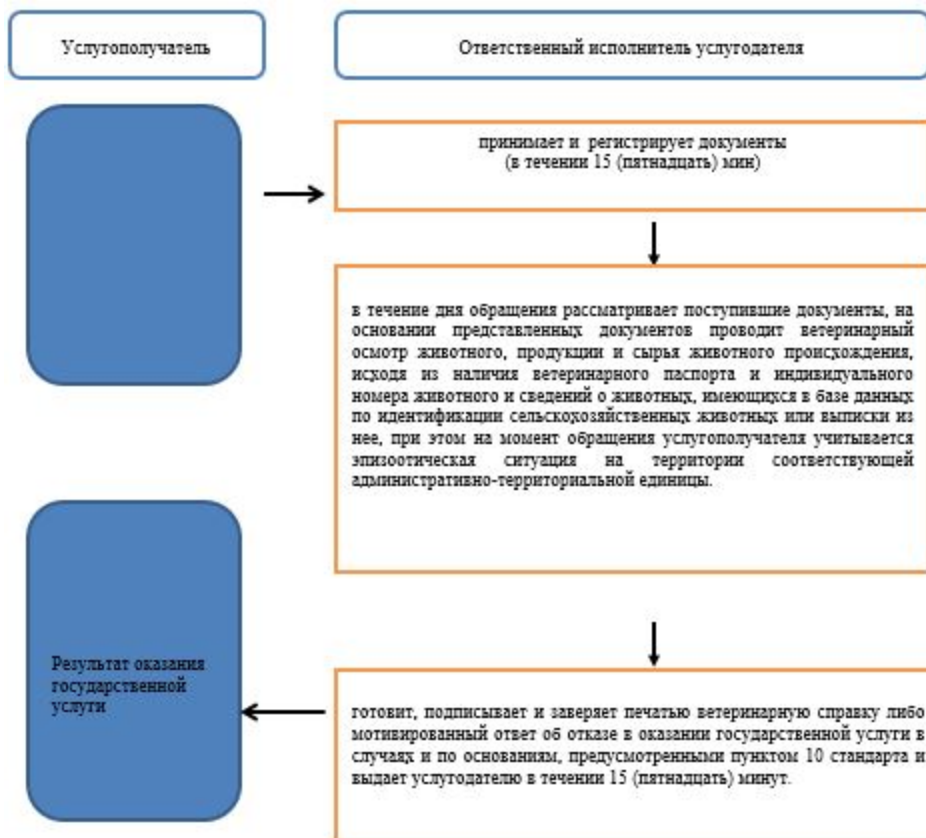 Услугополучатель
Ответственный исполнитель услугодателя
принимает и регистрирует документы
(в течении 15 (пятнадцать) мин)
в течение дня обращения рассматривает поступившие документы, на
основании представленных документов проводит ветеринарный
осмотр животного, продукции и сырья животного происхождения,
исходя из наличия ветеринарного паспорта и индивидуального
номера животного и сведений о животных, имеющихся в базе данных
по идентификации сельскохозяйственных животных или выписки из
нее, при этом на момент обращения услугополучателя учитывается
эпизоотическая ситуация на территории соответствующей
административно-территориальной единицы.
Результат оказания
государственной
услуги
готовит, подписывает и заверяет печатью ветеринарную справку либо
мотивированный ответ об отказе в оказании государственной услуги в
случаях и по основаниям, предусмотренными пунктом 10 стандарта и
выдает услугодателю в течении 15 (пятнадцать) минут.